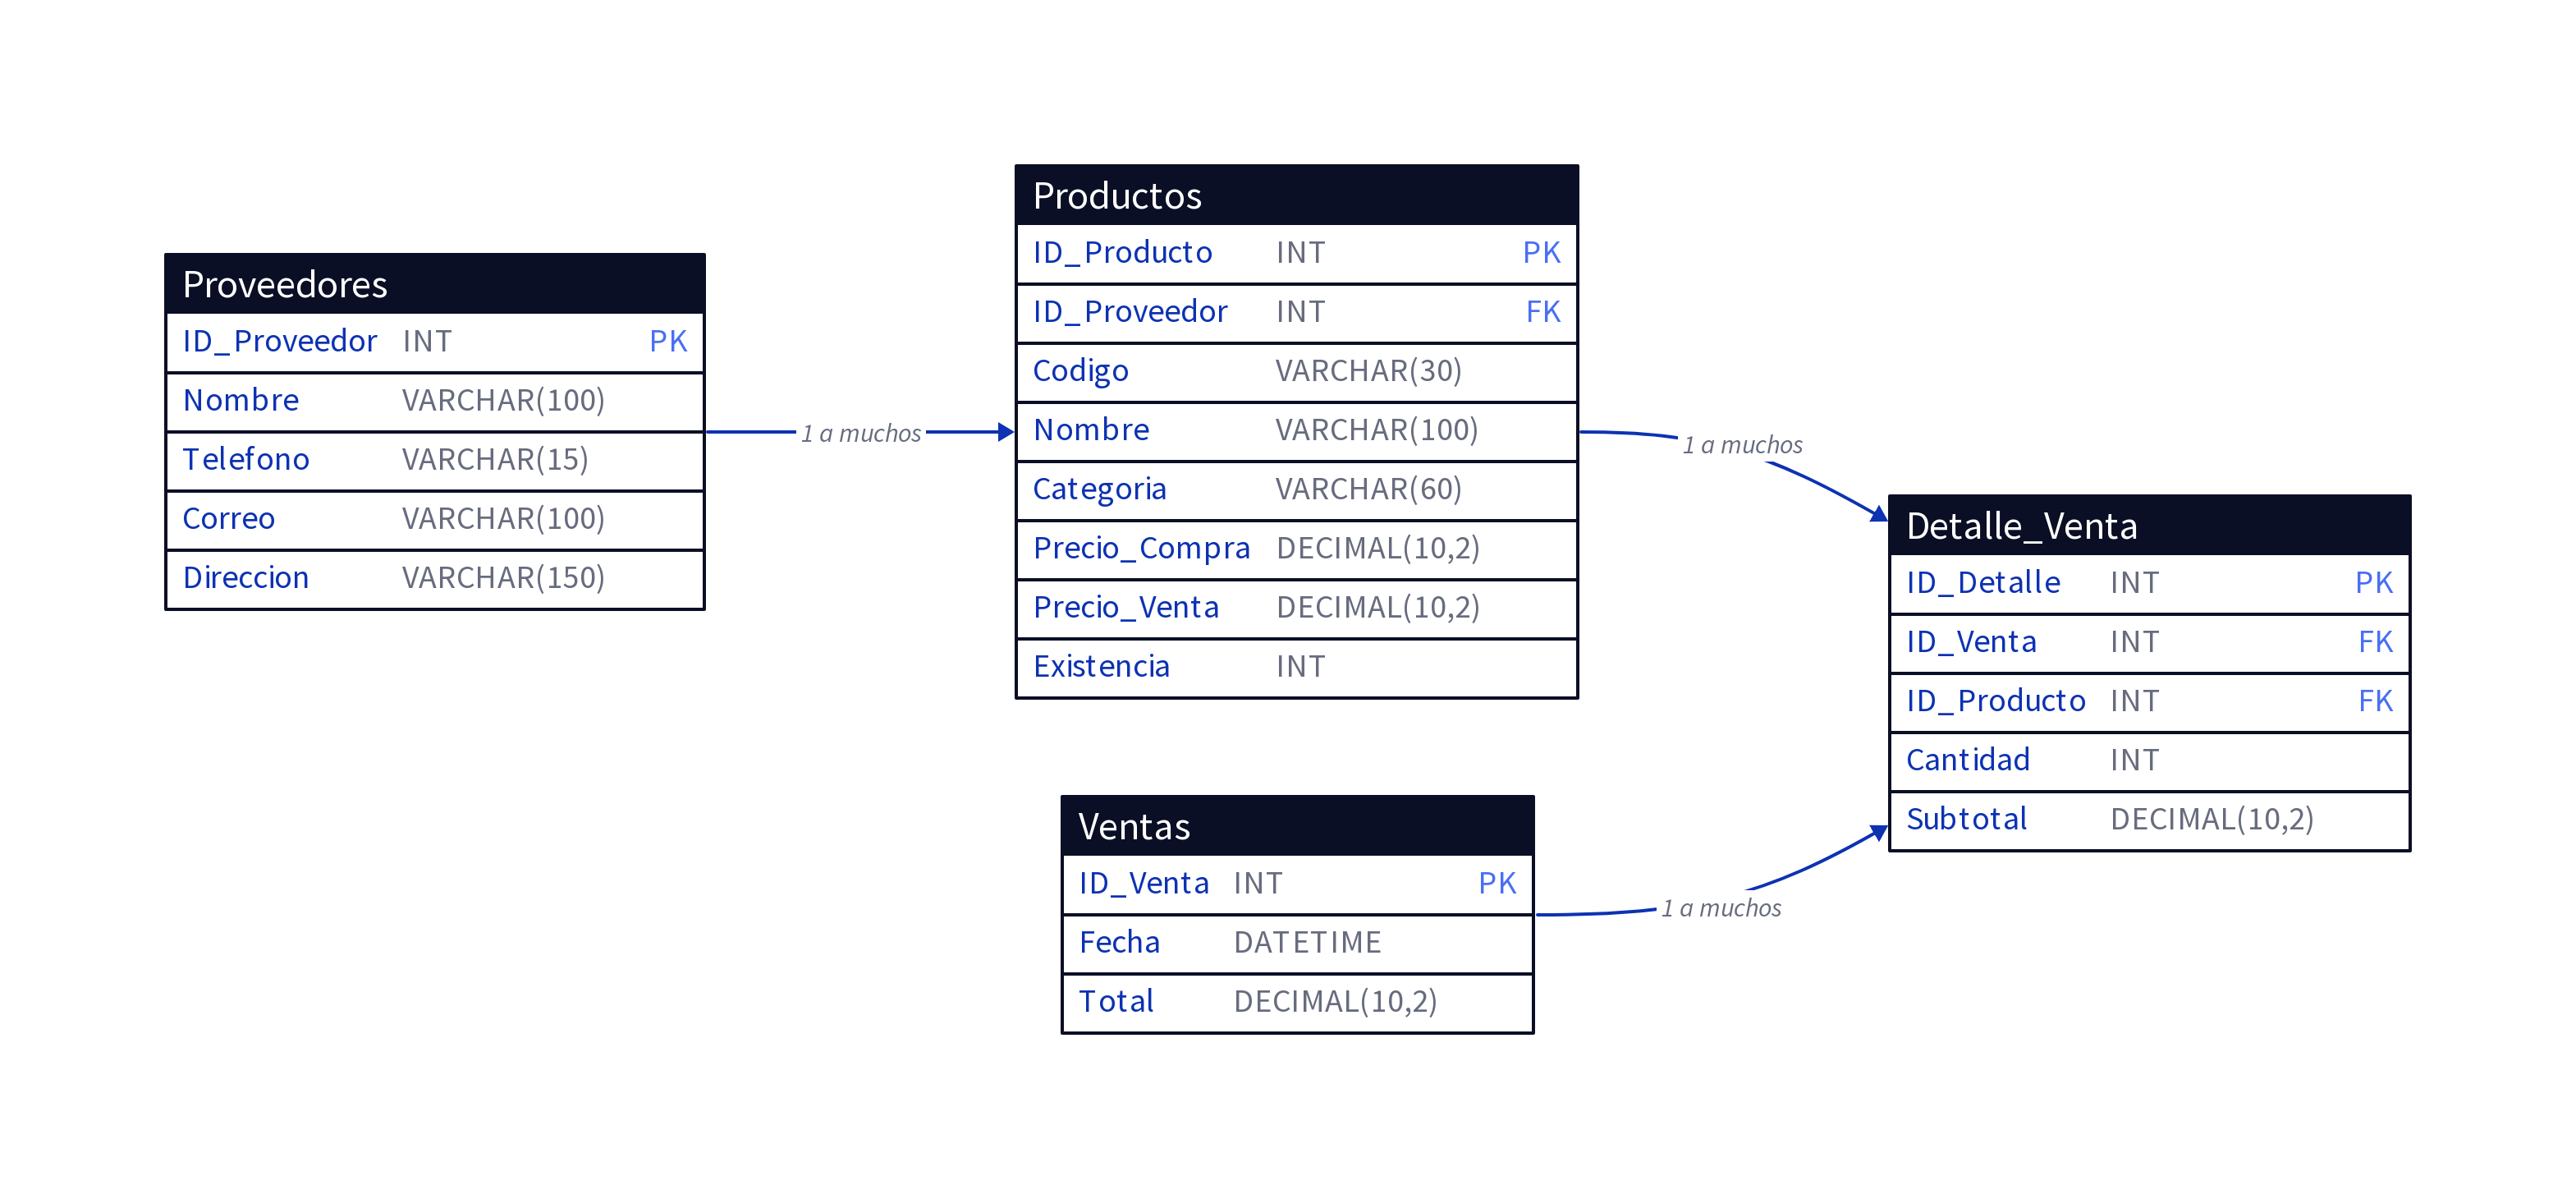 Proveedores
ID_Proveedor INT PK
Nombre VARCHAR(100)
Telefono VARCHAR(15)
Correo VARCHAR(100)
Direccion VARCHAR(150)
1 a muchos
Productos
ID_Producto INT PK
ID_Proveedor INT FK
Codigo VARCHAR(30)
Nombre VARCHAR(100)
Categoria VARCHAR(60)
Precio_Compra DECIMAL(10,2)
Precio_Venta DECIMAL(10,2)
Existencia INT
1 a muchos
Ventas
ID_Venta INT PK
Fecha DATETIME
Total DECIMAL(10,2)
1 a muchos
Detalle_Venta
ID_Detalle INT PK
ID_Venta INT FK
ID_Producto INT FK
Cantidad INT
Subtotal DECIMAL(10,2)